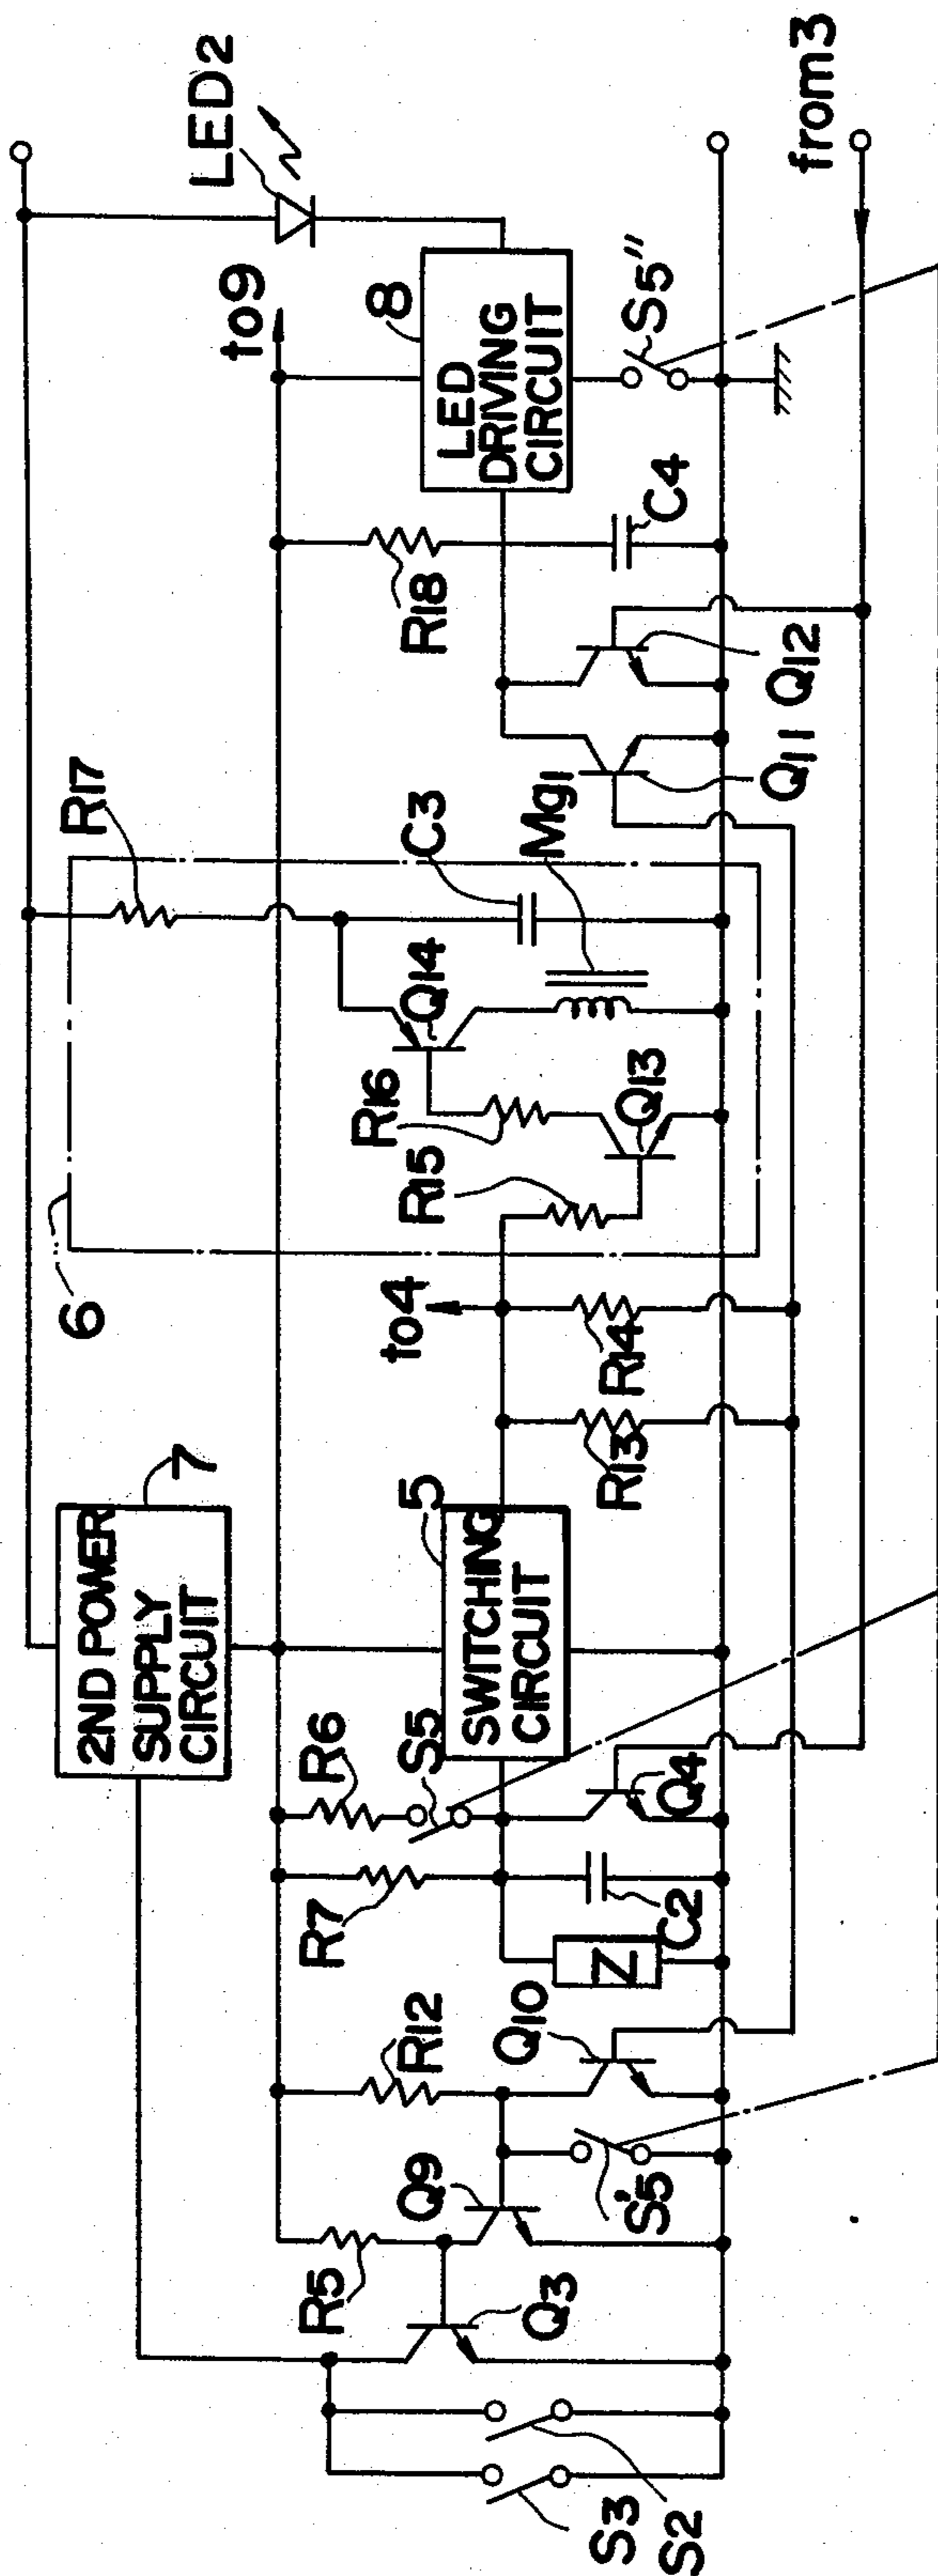 LED2
to9
from3
8
LED
DRIVING
CIRCUIT
S5"
R18
C4
Q12
Q11
R17
C3
Mg1
Q14
R16
Q13
R15
6
to4
R14
R13
7
2ND POWER
SUPPLY
CIRCUIT
5
SWITCHING
CIRCUIT
R6
S5
Q4
R7
C2
Z
R12
Q10
Q9
S5'
R5
Q3
S3
S2